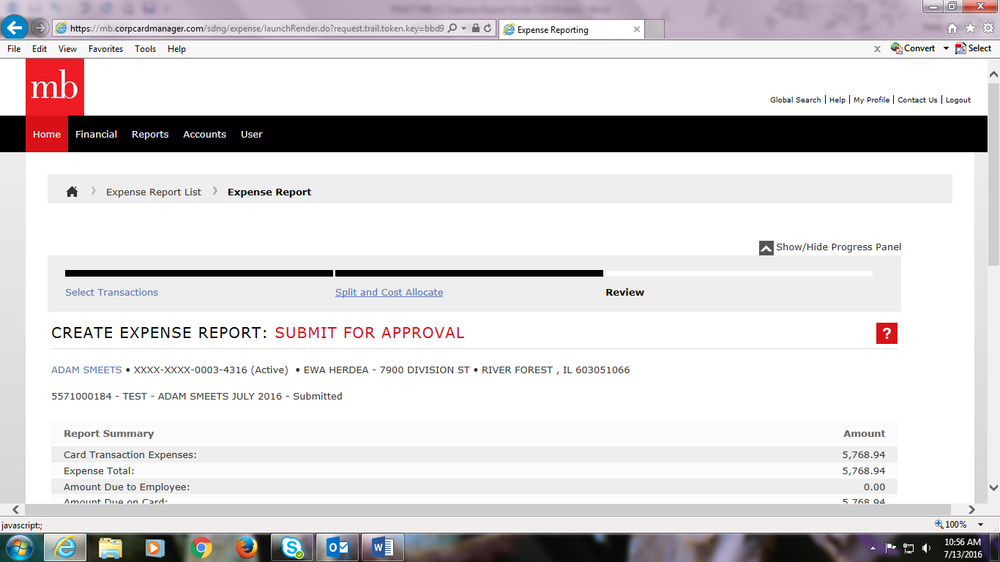 https://mb.corpcardmanager.com/sdng/expense/launchRender.do?request.trail.token.key=bbd9
Expense Reporting
File Edit View Favorites Tools Help
x Convert Select
mb
Global Search | Help | My Profile | Contact Us | Logout
Home Financial Reports Accounts User
Expense Report List Expense Report
Show/Hide Progress Panel
Select Transactions Split and Cost Allocate Review
CREATE EXPENSE REPORT: SUBMIT FOR APPROVAL ?
ADAM SMEETS • XXXX-XXXX-0003-4316 (Active) • EWA HERDEA - 7900 DIVISION ST • RIVER FOREST , IL 603051066
5571000184 - TEST - ADAM SMEETS JULY 2016 - Submitted
Report Summary Amount
Card Transaction Expenses: 5,768.94
Expense Total: 5,768.94
Amount Due to Employee: 0.00
Amount Due on Card: 5,768.94
javascript:;
100%
10:56 AM
7/13/2016